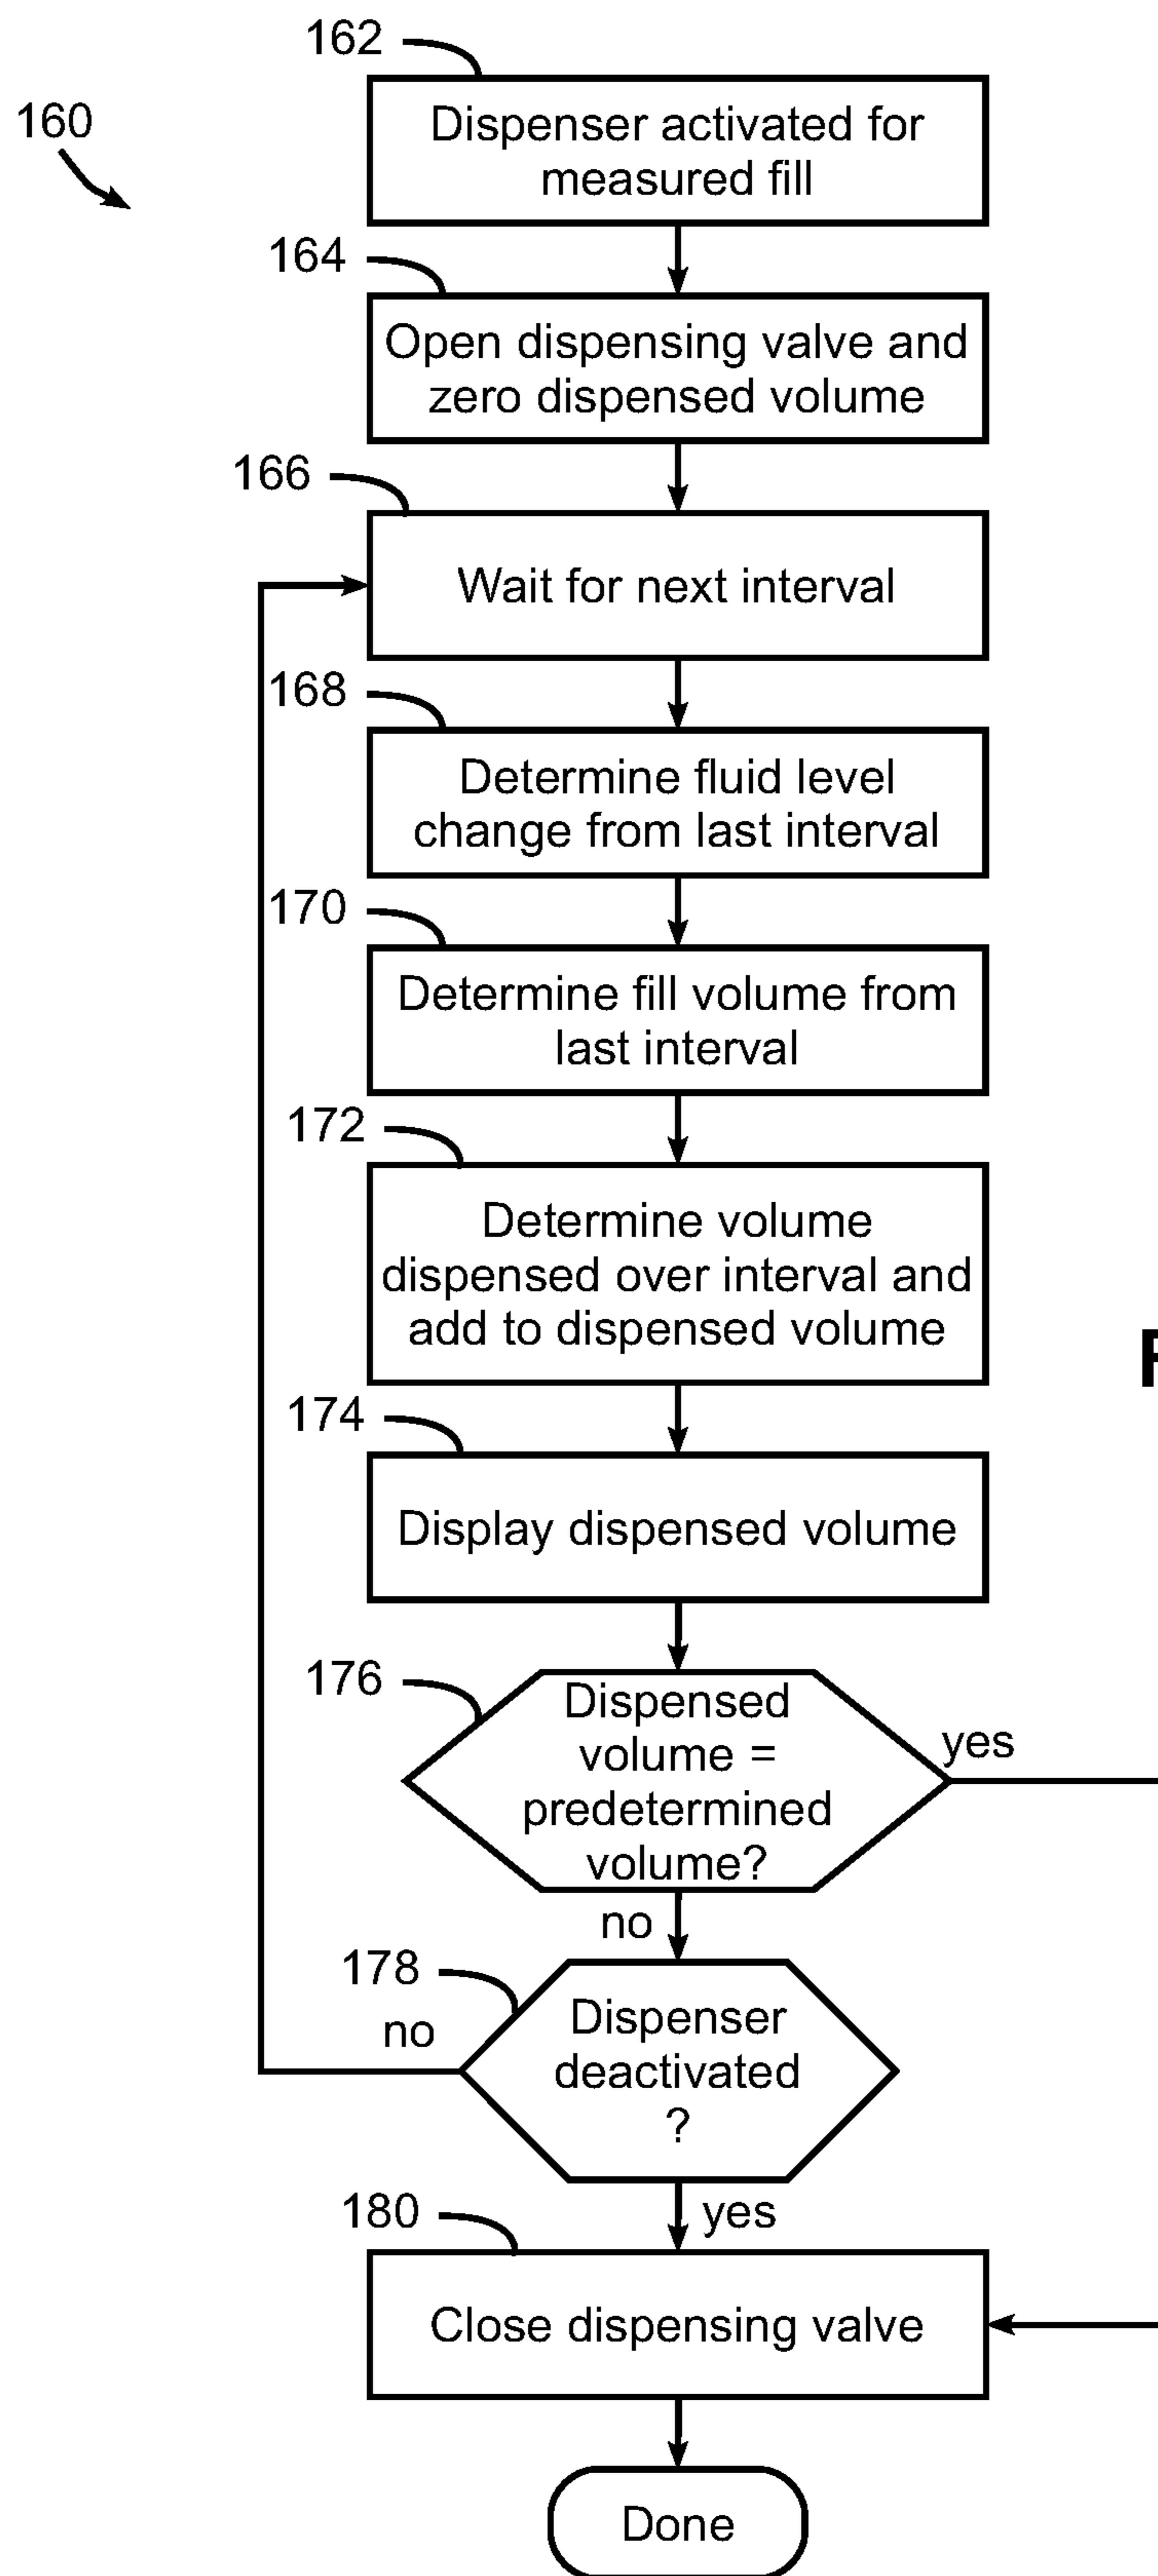 162
160
Dispenser activated for
measured fill
164
Open dispensing valve and
zero dispensed volume
166
Wait for next interval
168
Determine fluid level
change from last interval
170
Determine fill volume from
last interval
172
Determine volume
dispensed over interval and
add to dispensed volume
174
Display dispensed volume
176
Dispensed
volume =
predetermined
volume?
yes
no
178
no
Dispenser
deactivated
?
180
yes
Close dispensing valve
Done